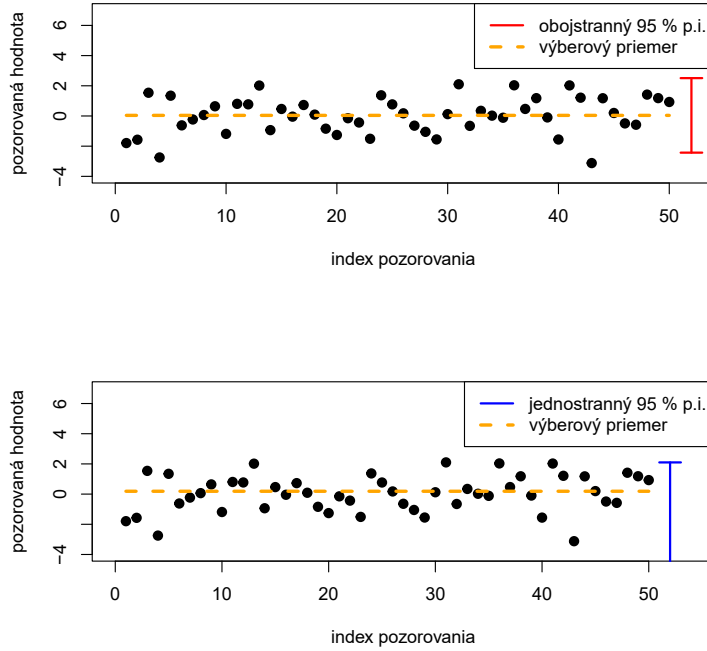 obojstranný 95 % p.i.
výberový priemer
pozorovaná hodnota
6
4
2
0
−4
0
10
20
30
40
50
index pozorovania
jednostranný 95 % p.i.
výberový priemer
pozorovaná hodnota
6
4
2
0
−4
0
10
20
30
40
50
index pozorovania